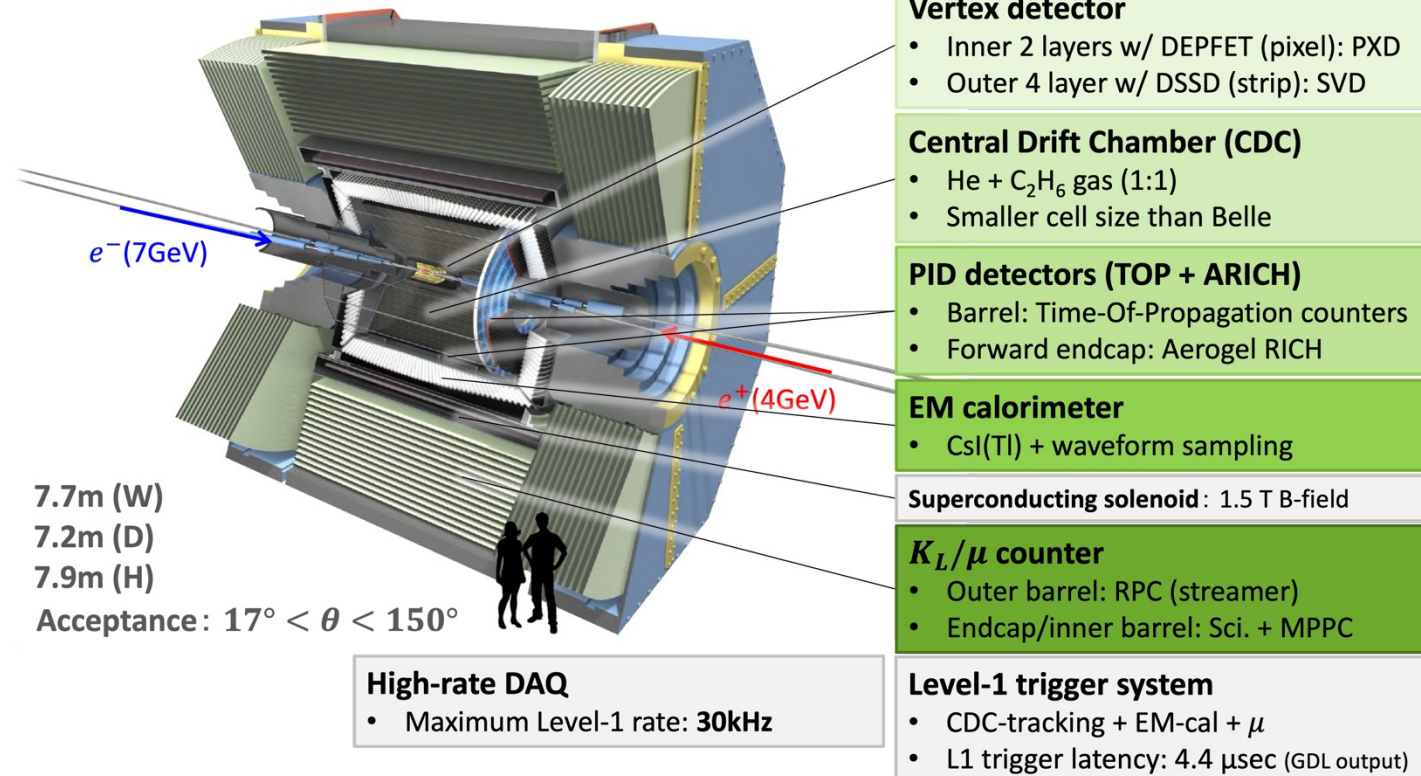 Vertex detector
• Inner 2 layers w/ DEPFET (pixel): PXD
• Outer 4 layer w/ DSSD (strip): SVD
Central Drift Chamber (CDC)
• He + C₂H₆ gas (1:1)
• Smaller cell size than Belle
PID detectors (TOP + ARICH)
• Barrel: Time-Of-Propagation counters
• Forward endcap: Aerogel RICH
EM calorimeter
• CsI(Tl) + waveform sampling
Superconducting solenoid: 1.5 T B-field
K_L/μ counter
• Outer barrel: RPC (streamer)
• Endcap/inner barrel: Sci. + MPPC
Level-1 trigger system
• CDC-tracking + EM-cal + μ
• L1 trigger latency: 4.4 μsec (GDL output)
e⁻(7GeV)
e⁺(4GeV)
7.7m (W)
7.2m (D)
7.9m (H)
Acceptance: 17° < θ < 150°
High-rate DAQ
• Maximum Level-1 rate: 30kHz